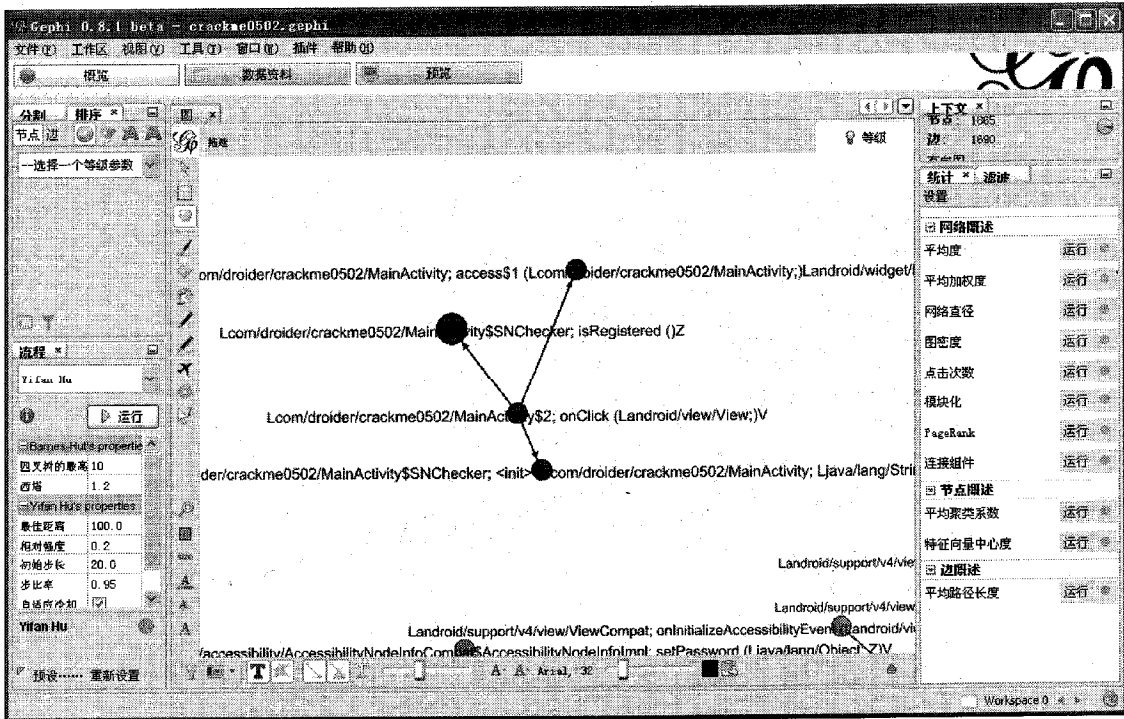 Gephi 0.8.1 beta - crackme0502.gephi
文件(F) 工作区 视图(V) 工具(T) 窗口(W) 插件 帮助(H)
概览 数据资料 预览
分割 排序 ×
节点 边
---选择一个等级参数
流程 ×
Yifan Hu
运行
Barnes-Hut's propertie
四叉树的最高 10
西塔 1.2
Yifan Hu's properties
最佳距离 100.0
相对强度 0.2
初始步长 20.0
步比率 0.95
自适应冷却
Yifan Hu
预设…… 重新设置
图 ×
拖拽
等级
om/droider/crackme0502/MainActivity; access$1 (Lcom/droider/crackme0502/MainActivity;)Landroid/widget/
Lcom/droider/crackme0502/MainActivity$SNChecker; isRegistered ()Z
Lcom/droider/crackme0502/MainActivity$2; onClick (Landroid/view/View;)V
der/crackme0502/MainActivity$SNChecker; <init> com/droider/crackme0502/MainActivity; Ljava/lang/Stri
Landroid/support/v4/vie
Landroid/support/v4/view
Landroid/support/v4/view/ViewCompat; onInitializeAccessibilityEvent (Landroid/vi
/accessibility/AccessibilityNodeInfoCompat$AccessibilityNodeInfoImpl; setPassword (Ljava/lang/Object;Z)V
T A- A- Arial, 32
上下文 ×
节点: 1865
边: 1690
有向图
统计 × 滤波
设置
网络概述
平均度 运行
平均加权度 运行
网络直径 运行
图密度 运行
点击次数 运行
模块化 运行
PageRank 运行
连接组件 运行
节点概述
平均聚类系数 运行
特征向量中心度 运行
边概述
平均路径长度 运行
Workspace 0